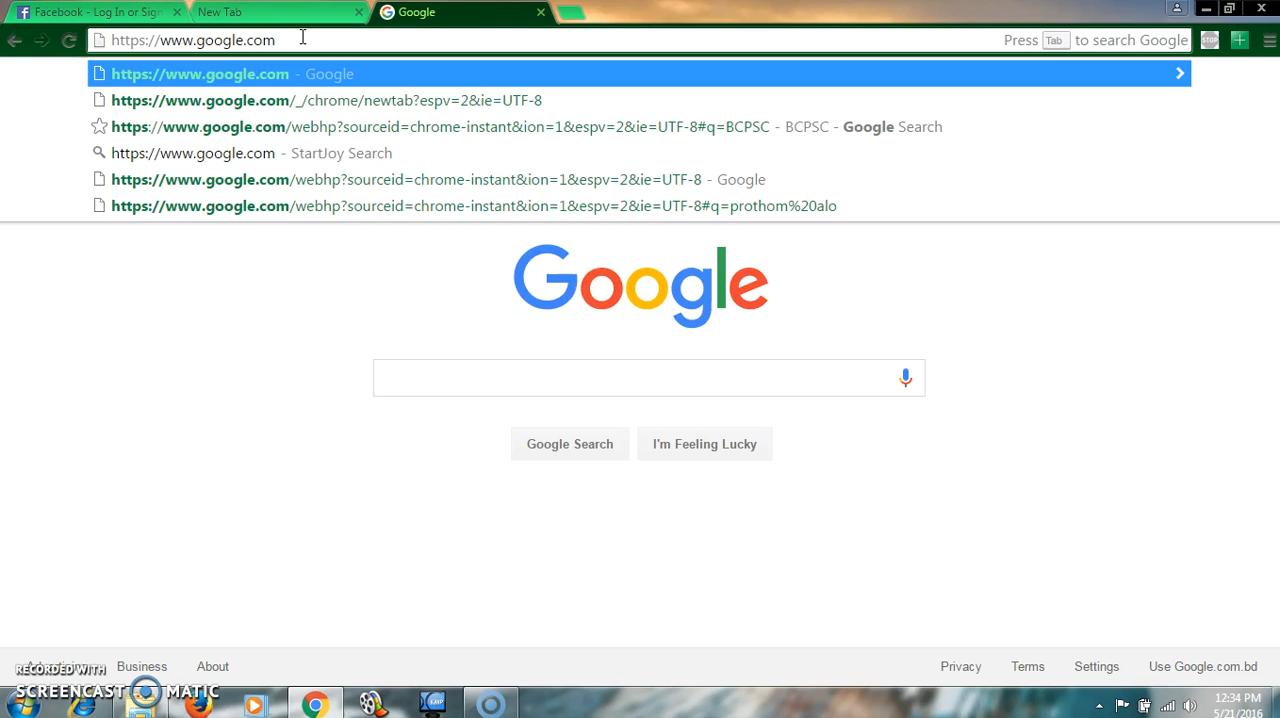 Facebook - Log In or Sign
New Tab
Google
https://www.google.com
Press Tab to search Google
STOP
https://www.google.com - Google
https://www.google.com/_/chrome/newtab?espv=2&ie=UTF-8
https://www.google.com/webhp?sourceid=chrome-instant&ion=1&espv=2&ie=UTF-8#q=BCPSC - BCPSC - Google Search
https://www.google.com - StartJoy Search
https://www.google.com/webhp?sourceid=chrome-instant&ion=1&espv=2&ie=UTF-8 - Google
https://www.google.com/webhp?sourceid=chrome-instant&ion=1&espv=2&ie=UTF-8#q=prothom%20alo
Google
Google Search
I'm Feeling Lucky
Business
About
Privacy
Terms
Settings
Use Google.com.bd
RECORDED WITH
SCREENCAST MATIC
12:34 PM
5/21/2016